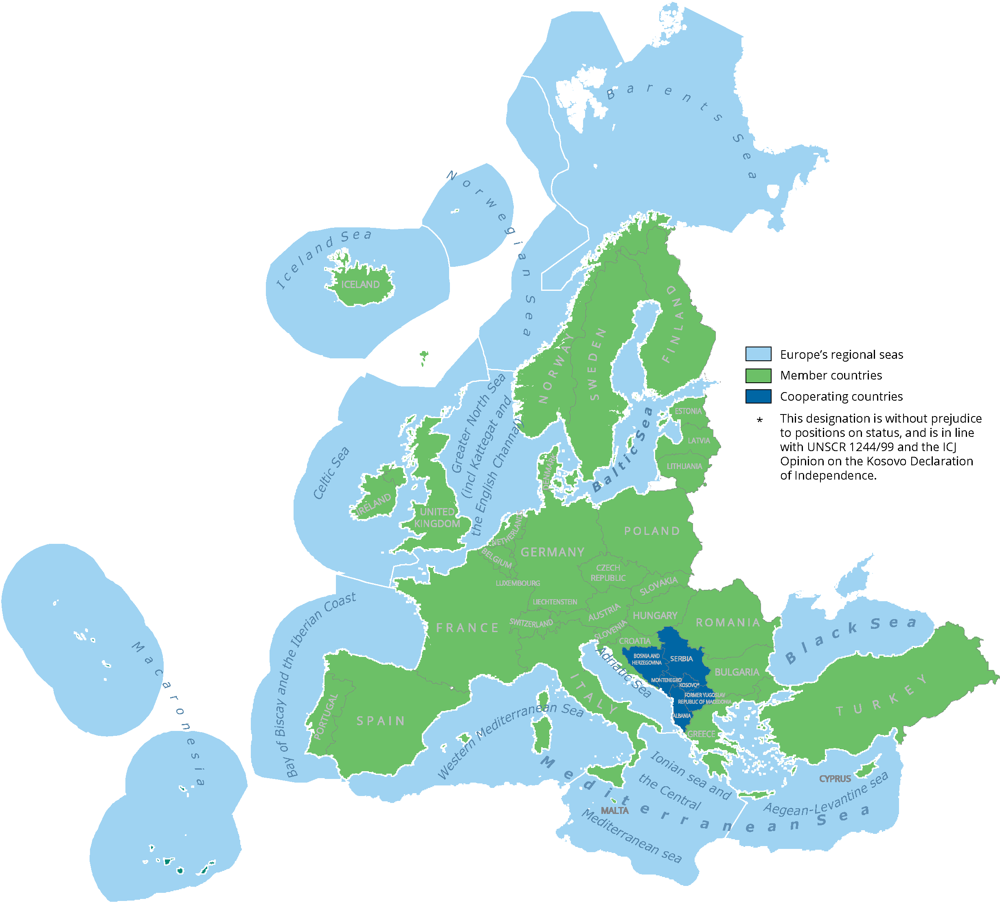 Barents Sea
Norwegian Sea
Iceland Sea
ICELAND
FINLAND
SWEDEN
NORWAY
Europe's regional seas
Member countries
Cooperating countries
* This designation is without prejudice
to positions on status, and is in line
with UNSCR 1244/99 and the ICJ
Opinion on the Kosovo Declaration
of Independence.
Greater North Sea
(incl Kattegat and
the English Channal)
Baltic Sea
ESTONIA
LATVIA
LITHUANIA
Celtic Sea
DENMARK
IRELAND
UNITED
KINGDOM
NETHERLANDS
BELGIUM
GERMANY
POLAND
CZECH
REPUBLIC
SLOVAKIA
LUXEMBOURG
LIECHTENSTEIN
AUSTRIA
HUNGARY
ROMANIA
SWITZERLAND
SLOVENIA
CROATIA
FRANCE
Bay of Biscay and the Iberian Coast
Black Sea
BOSNIA AND
HERZEGOVINA
SERBIA
MONTENEGRO
KOSOVO*
BULGARIA
FORMER YUGOSLAV
REPUBLIC OF MACEDONIA
ALBANIA
Adriatic Sea
ITALY
Macaronesia
PORTUGAL
SPAIN
Western Mediterranean Sea
GREECE
TURKEY
Mediterranean Sea
Ionian sea and
the Central
Mediterranean sea
MALTA
CYPRUS
Aegean-Levantine sea